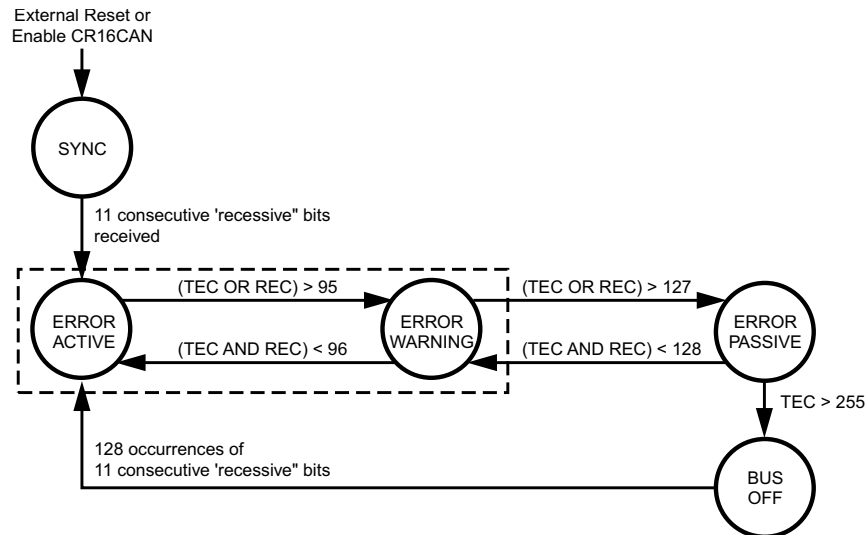 External Reset or
Enable CR16CAN
SYNC
11 consecutive 'recessive" bits
received
(TEC OR REC) > 95
(TEC OR REC) > 127
ERROR
ACTIVE
ERROR
WARNING
ERROR
PASSIVE
(TEC AND REC) < 96
(TEC AND REC) < 128
TEC > 255
128 occurrences of
11 consecutive 'recessive" bits
BUS
OFF